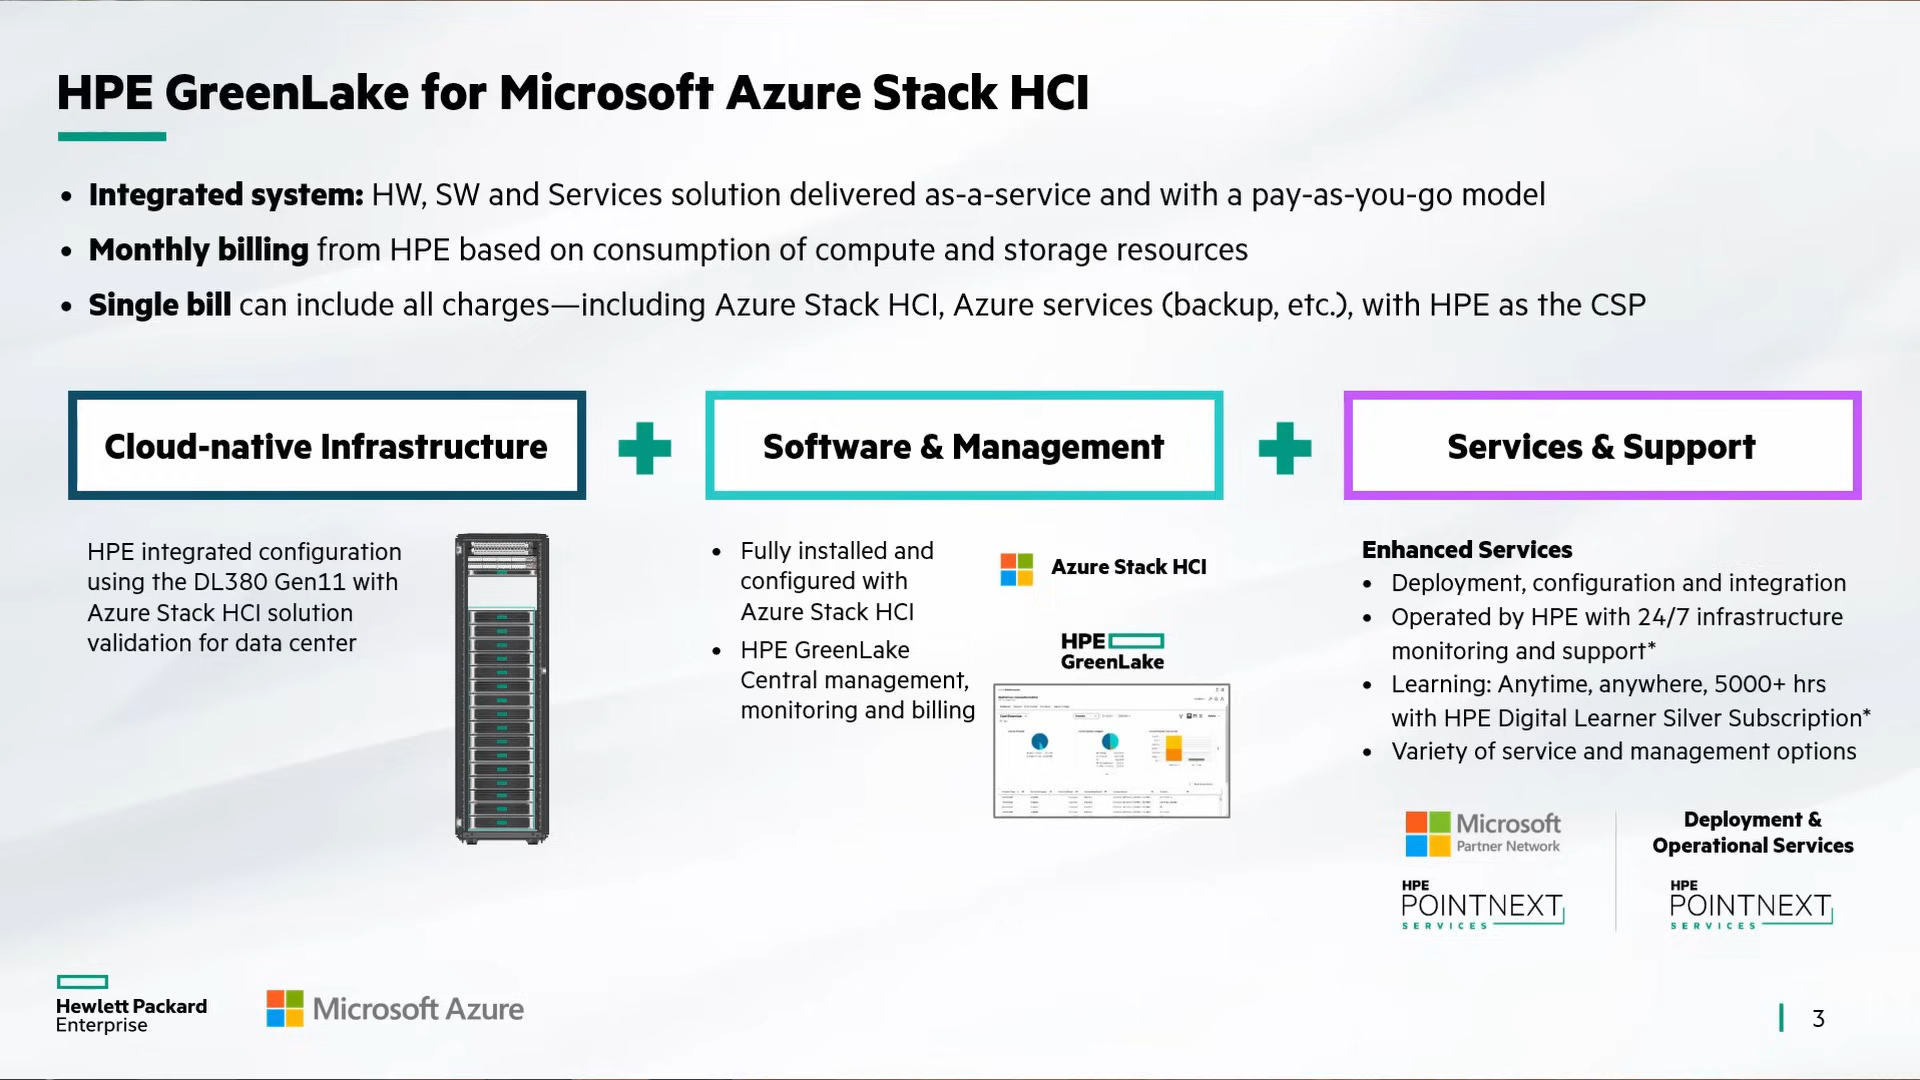 HPE GreenLake for Microsoft Azure Stack HCI
• Integrated system: HW, SW and Services solution delivered as-a-service and with a pay-as-you-go model
• Monthly billing from HPE based on consumption of compute and storage resources
• Single bill can include all charges—including Azure Stack HCI, Azure services (backup, etc.), with HPE as the CSP
Cloud-native Infrastructure
HPE integrated configuration
using the DL380 Gen11 with
Azure Stack HCI solution
validation for data center
Software & Management
• Fully installed and
configured with
Azure Stack HCI
• HPE GreenLake
Central management,
monitoring and billing
Azure Stack HCI
HPE
GreenLake
Services & Support
Enhanced Services
• Deployment, configuration and integration
• Operated by HPE with 24/7 infrastructure
monitoring and support*
• Learning: Anytime, anywhere, 5000+ hrs
with HPE Digital Learner Silver Subscription*
• Variety of service and management options
Microsoft
Partner Network
HPE
POINTNEXT
SERVICES
Deployment &
Operational Services
HPE
POINTNEXT
SERVICES
Hewlett Packard
Enterprise
Microsoft Azure
3